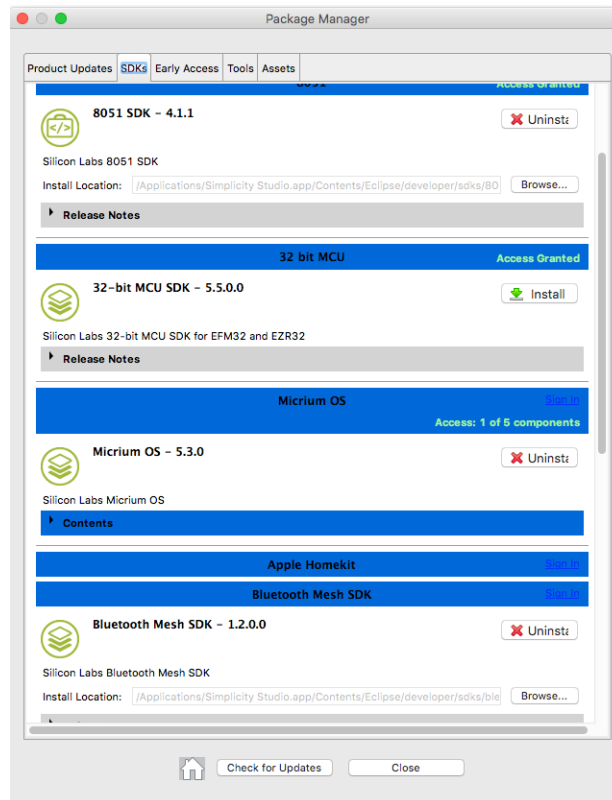 Package Manager
Product Updates SDKs Early Access Tools Assets
8051 Access Granted
8051 SDK - 4.1.1
Uninsta
Silicon Labs 8051 SDK
Install Location: /Applications/Simplicity Studio.app/Contents/Eclipse/developer/sdks/80 Browse...
Release Notes
32 bit MCU Access Granted
32-bit MCU SDK - 5.5.0.0
Install
Silicon Labs 32-bit MCU SDK for EFM32 and EZR32
Release Notes
Micrium OS Sign In
Access: 1 of 5 components
Micrium OS - 5.3.0
Uninsta
Silicon Labs Micrium OS
Contents
Apple Homekit Sign In
Bluetooth Mesh SDK Sign In
Bluetooth Mesh SDK - 1.2.0.0
Uninsta
Silicon Labs Bluetooth Mesh SDK
Install Location: /Applications/Simplicity Studio.app/Contents/Eclipse/developer/sdks/ble Browse...
Check for Updates Close